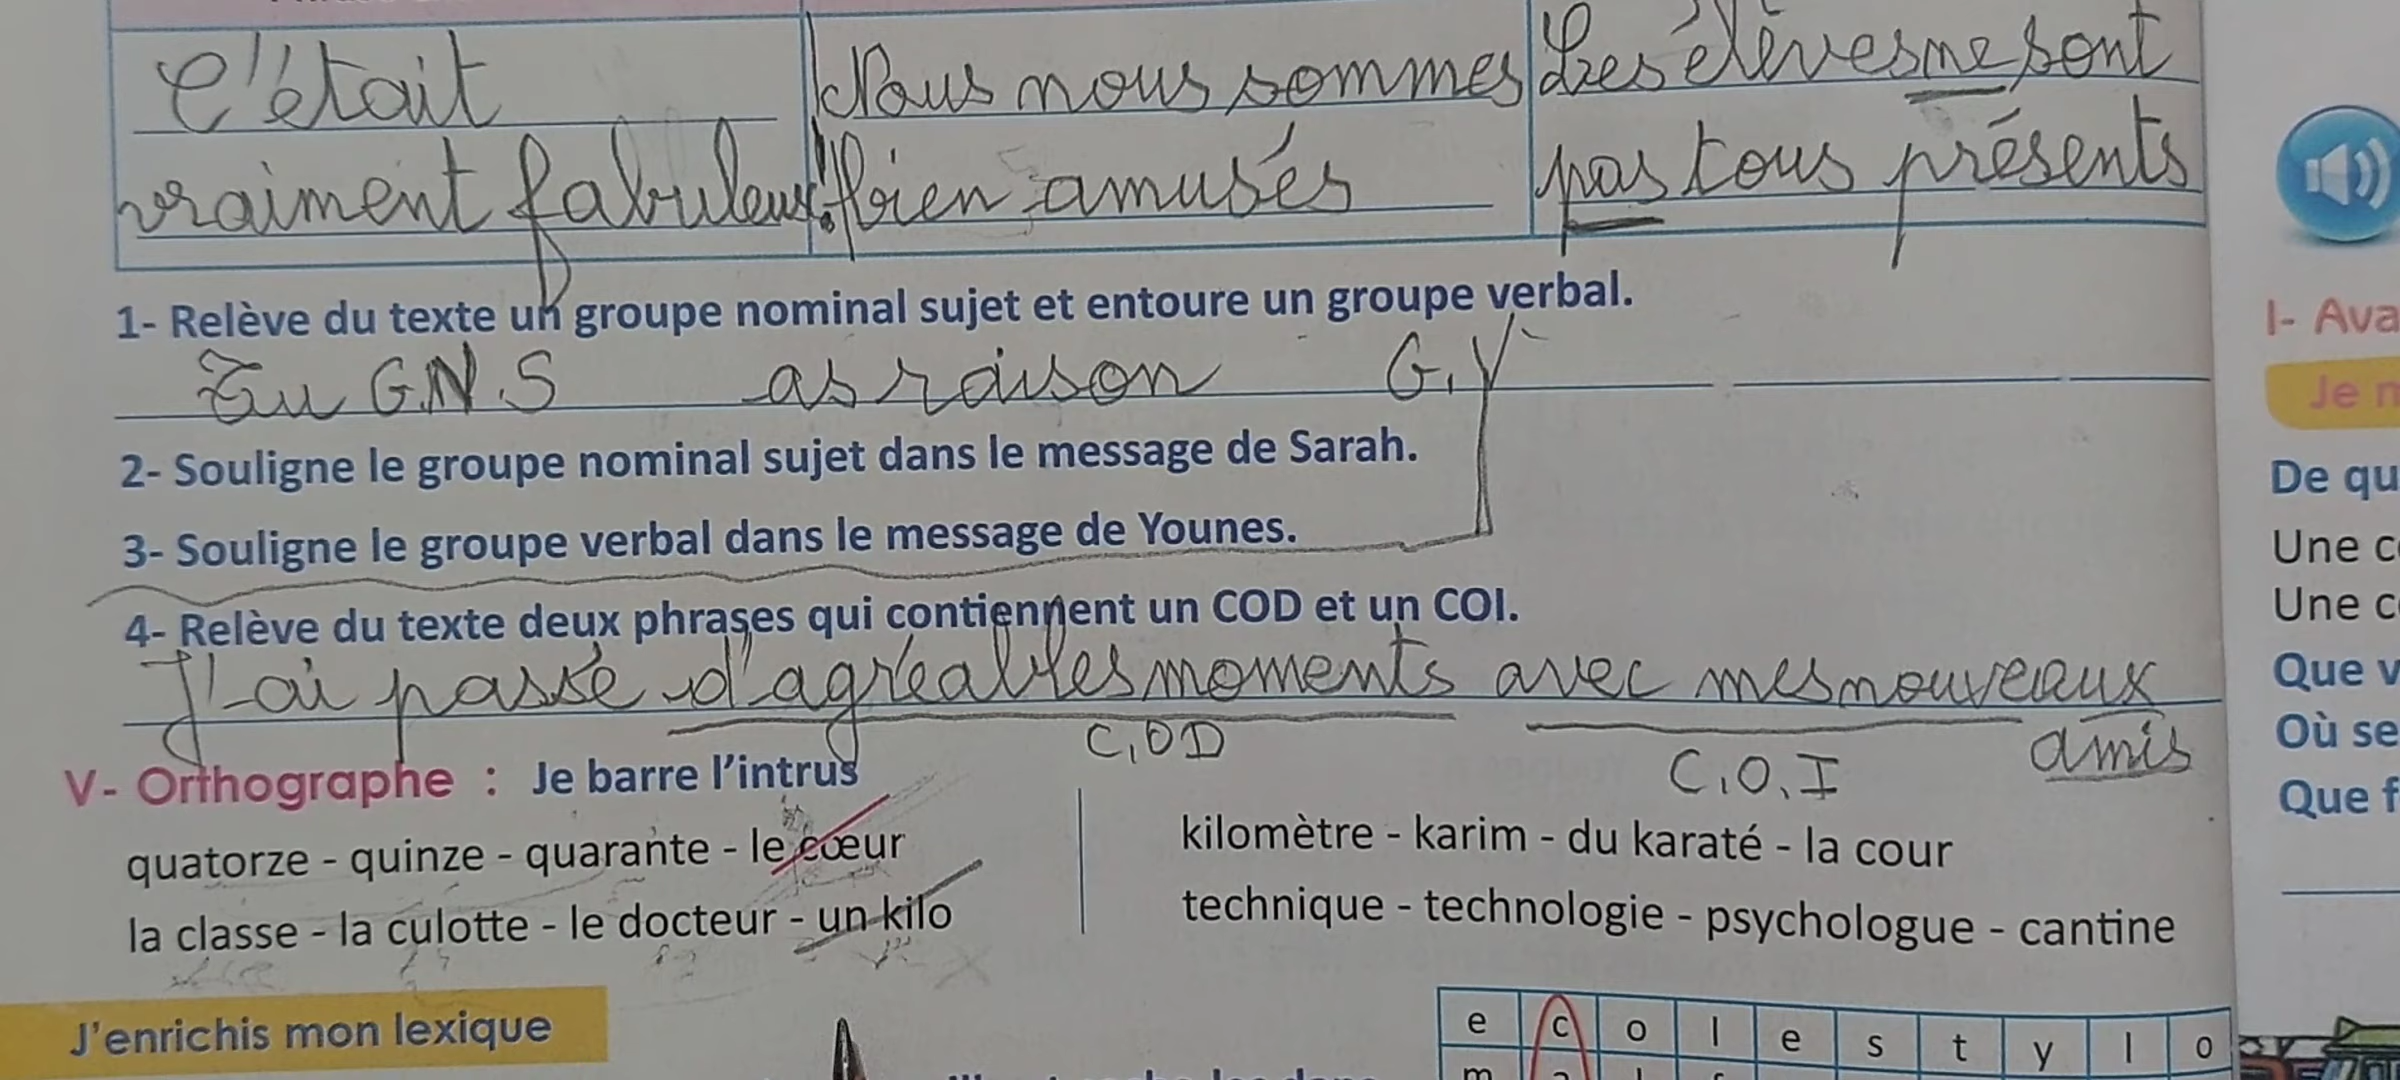 C'était
vraiment fabuleux!
Nous nous sommes
bien amusés
Les élèves ne sont
pas tous présents
1- Relève du texte un groupe nominal sujet et entoure un groupe verbal.
Tu G.N.S as raison G.V
2- Souligne le groupe nominal sujet dans le message de Sarah.
3- Souligne le groupe verbal dans le message de Younes.
4- Relève du texte deux phrases qui contiennent un COD et un COI.
J'ai passé d'agréables moments avec mes nouveaux
amis
C.O.D
C.O.I
V- Orthographe : Je barre l'intrus
quatorze - quinze - quarante - le cœur
la classe - la culotte - le docteur - un kilo
kilomètre - karim - du karaté - la cour
technique - technologie - psychologue - cantine
J'enrichis mon lexique
e c o l e s t y l o
I- Ava
Je n
De qu
Une c
Une c
Que v
Où se
Que f